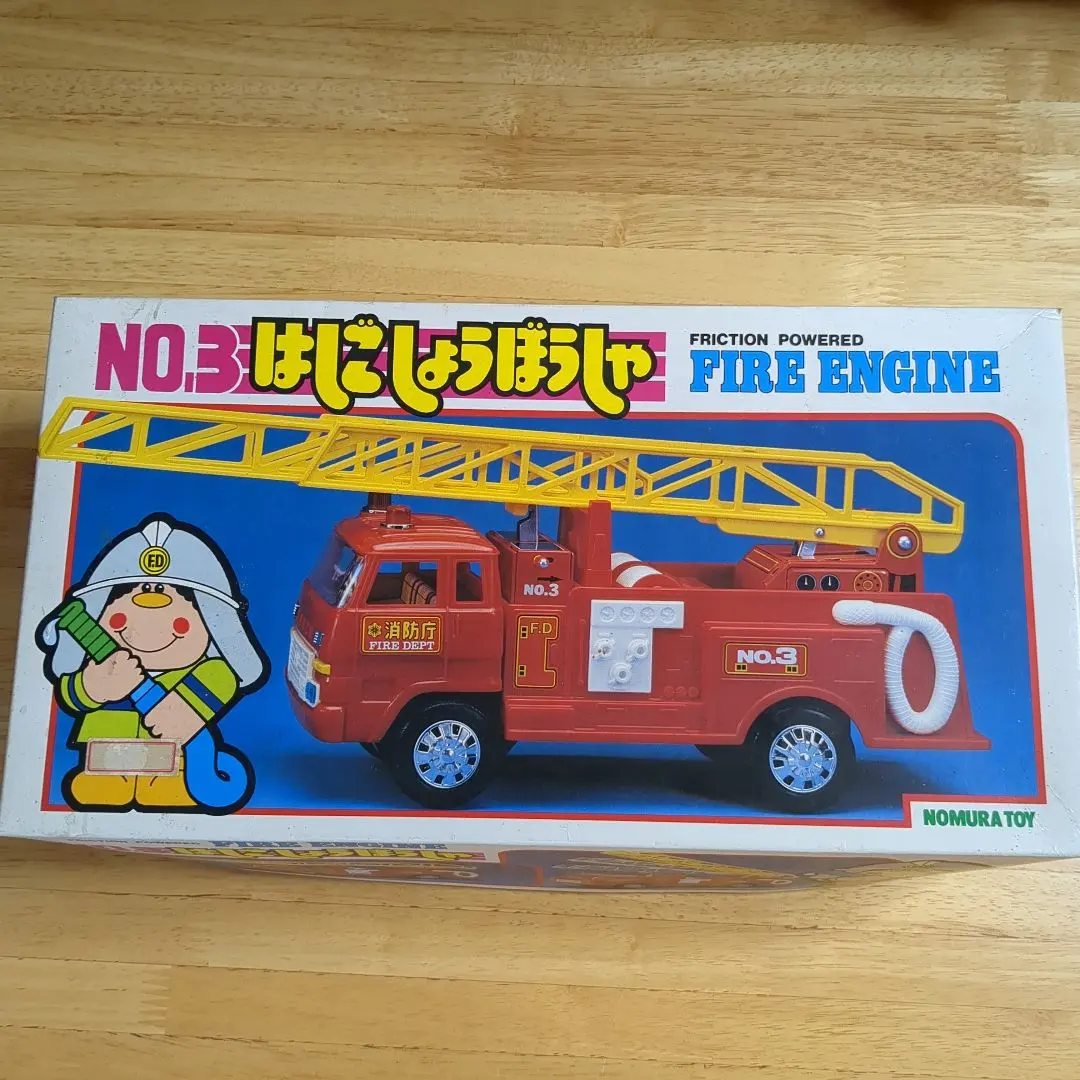 NO.3 はしごしょうぼうしゃ
FRICTION POWERED
FIRE ENGINE
F.D
NO.3
消防庁
FIRE DEPT
F.D
NO.3
NOMURA TOY
FIRE ENGINE